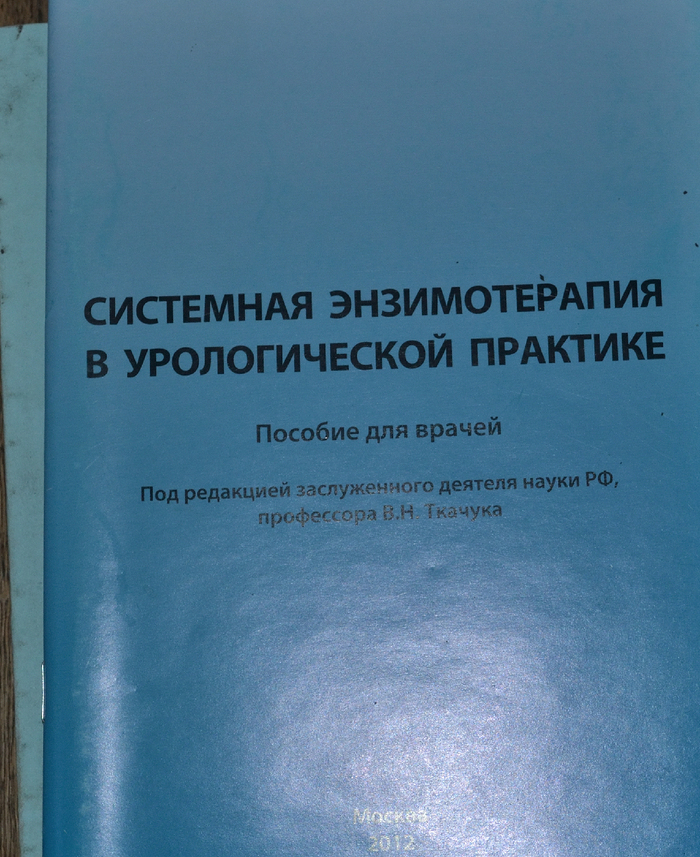 СИСТЕМНАЯ ЭНЗИМОТЕРАПИЯ
В УРОЛОГИЧЕСКОЙ ПРАКТИКЕ
Пособие для врачей
Под редакцией заслуженного деятеля науки РФ,
профессора В.Н. Ткачука
Москва
2012